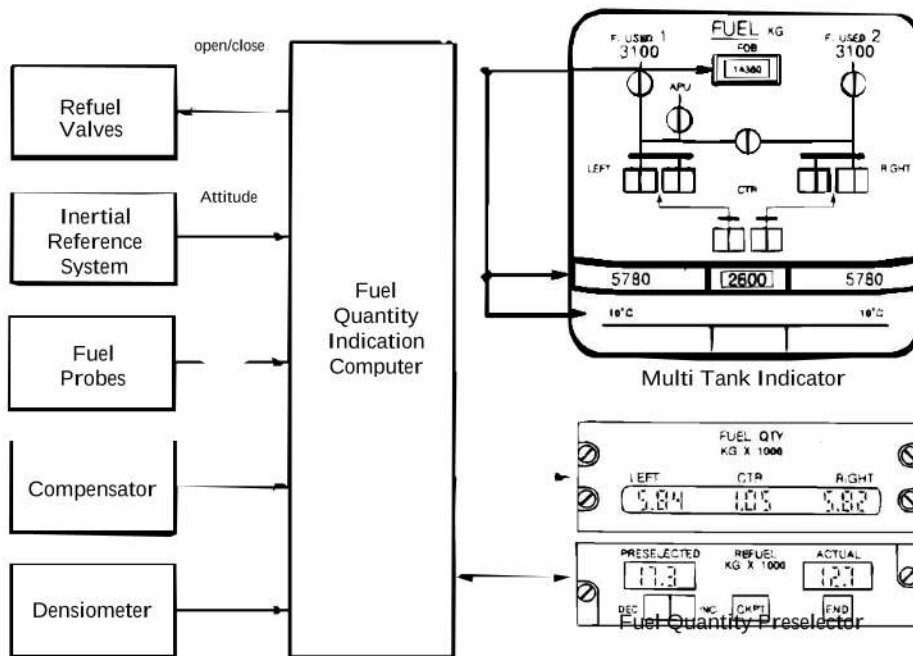 open/close
Refuel
Valves
Attitude
Inertial
Reference
System
Fuel
Probes
Compensator
Densiometer
Fuel
Quantity
Indication
Computer
FUEL KG
F. USED 1
3100
FOB
F. USED 2
3100
APU
LEFT
CTR
RIGHT
5780
2600
5780
10°C
10°C
Multi Tank Indicator
FUEL QTY
KG X 1000
LEFT
CTR
RIGHT
5.84
1.05
5.82
PRESELECTED
REFUEL
KG X 1000
ACTUAL
17.3
12.7
DEC
INC
CKPT
END
Fuel Quantity Preselector